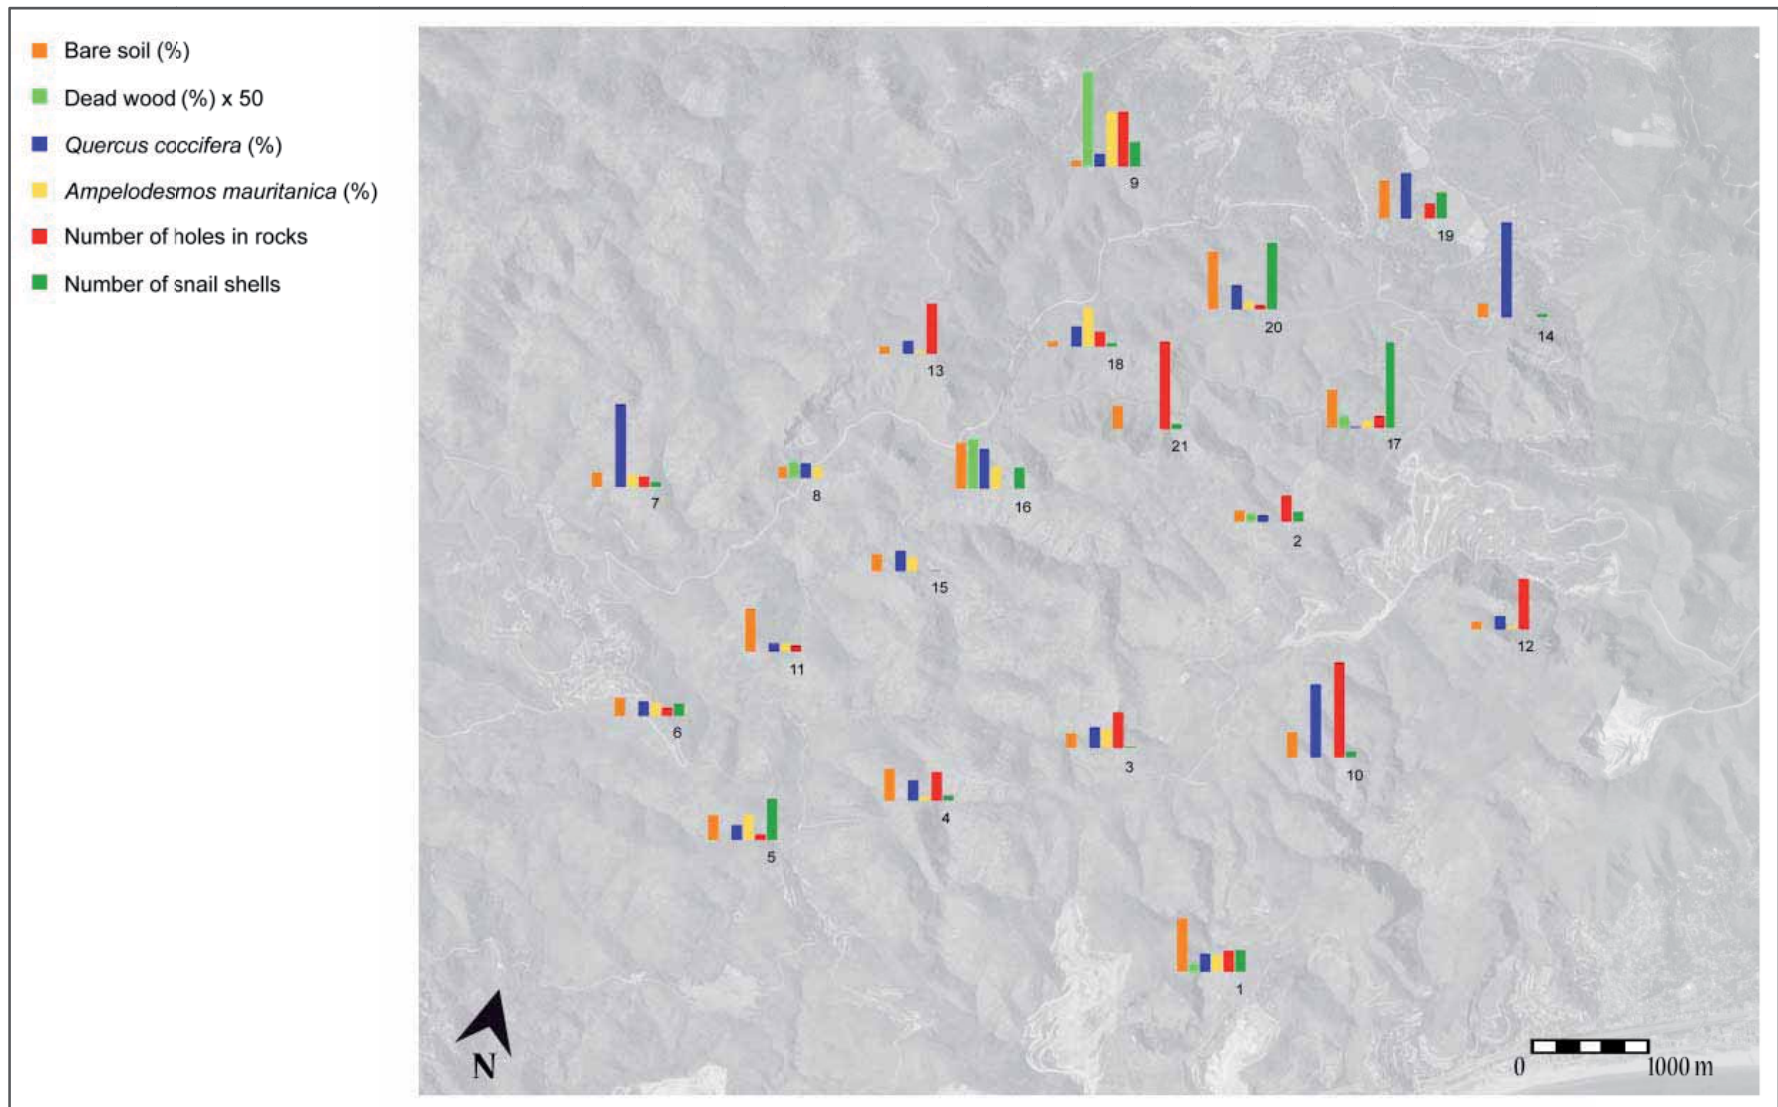 Bare soil (%)
Dead wood (%) x 50
Quercus coccifera (%)
Ampelodesmos mauritanica (%)
Number of holes in rocks
Number of snail shells
9
19
20
14
13
18
21
17
7
8
16
2
15
12
11
6
3
10
4
5
1
N
0 1000 m